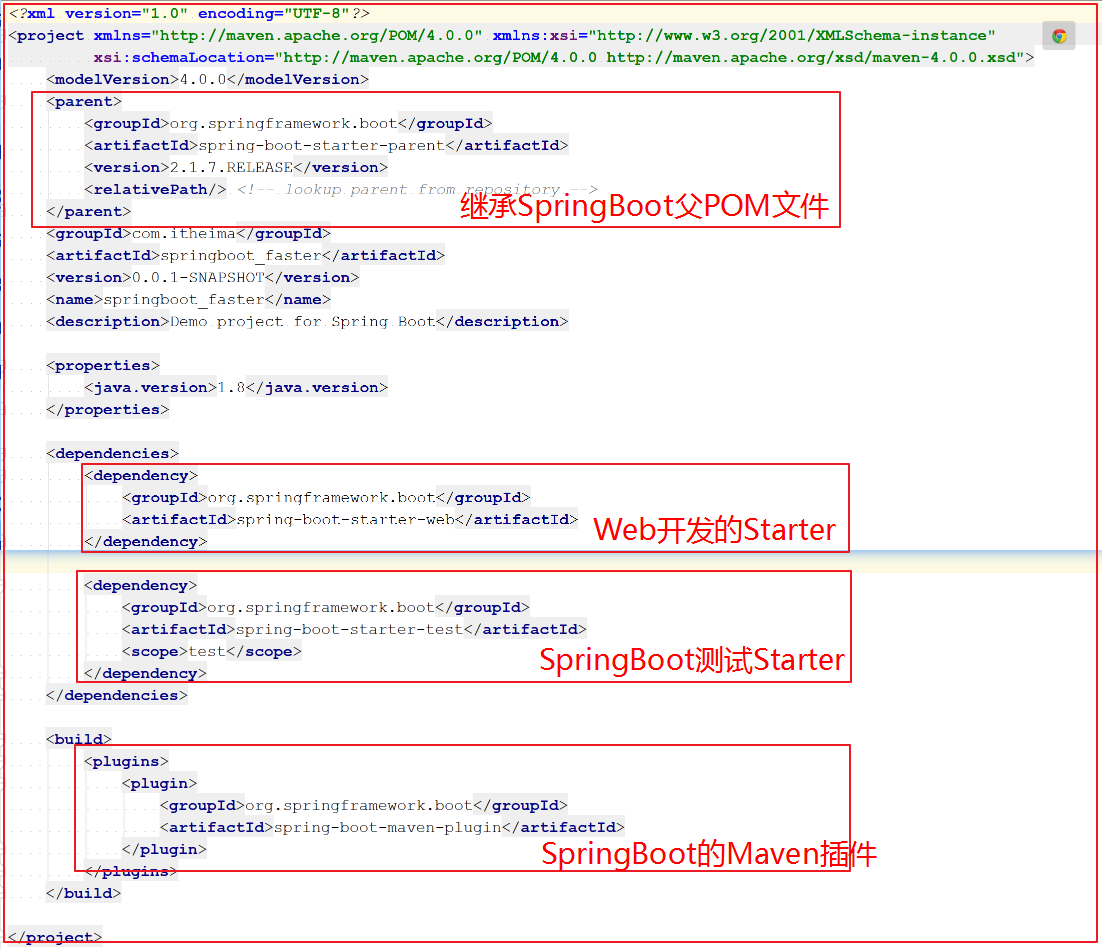 <?xml version="1.0" encoding="UTF-8"?>
<project xmlns="http://maven.apache.org/POM/4.0.0" xmlns:xsi="http://www.w3.org/2001/XMLSchema-instance"
xsi:schemaLocation="http://maven.apache.org/POM/4.0.0 http://maven.apache.org/xsd/maven-4.0.0.xsd">
<modelVersion>4.0.0</modelVersion>
<parent>
<groupId>org.springframework.boot</groupId>
<artifactId>spring-boot-starter-parent</artifactId>
<version>2.1.7.RELEASE</version>
<relativePath/> <!-- lookup parent from repository -->
继承SpringBoot父POM文件
</parent>
<groupId>com.itheima</groupId>
<artifactId>springboot_faster</artifactId>
<version>0.0.1-SNAPSHOT</version>
<name>springboot_faster</name>
<description>Demo project for Spring Boot</description>
<properties>
<java.version>1.8</java.version>
</properties>
<dependencies>
<dependency>
<groupId>org.springframework.boot</groupId>
<artifactId>spring-boot-starter-web</artifactId>
Web开发的Starter
</dependency>
<dependency>
<groupId>org.springframework.boot</groupId>
<artifactId>spring-boot-starter-test</artifactId>
<scope>test</scope>
SpringBoot测试Starter
</dependency>
</dependencies>
<build>
<plugins>
<plugin>
<groupId>org.springframework.boot</groupId>
<artifactId>spring-boot-maven-plugin</artifactId>
</plugin>
SpringBoot的Maven插件
</plugins>
</build>
</project>